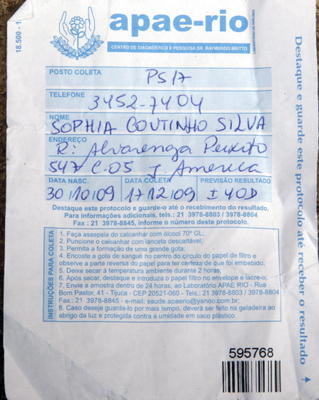 18.500 - 1
apae-rio
CENTRO DE DIAGNÓSTICO E PESQUISA DR. RAYMUNDO BRITTO
POSTO COLETA PS17
TELEFONE 3452-7404
NOME
SOPHIA COUTINHO SILVA
ENDEREÇO
R: Alvarenga Peixoto
547 C-05 J America
DATA NASC. DATA COLETA PREVISÃO RESULTADO
30/10/09 17/12/09 I 40D
Destaque este protocolo e guarde-o até o recebimento do resultado.
Para informações adicionais, tels.: 21 3978-8803 / 3978-8804
Fax : 21 3978-8845, informe o número deste protocolo.
INSTRUÇÕES PARA COLETA
1. Faça assepsia do calcanhar com álcool 70º GL;
2. Puncione o calcanhar com lanceta descartável;
3. Permita a formação de uma gota;
4. Encoste a gota de sangue no centro do círculo do papel de filtro e
observe a parte reversa do papel para ter certeza de que foi embebido.
5. Deixe secar à temperatura ambiente durante 2 horas.
6. Após secar, destaque e introduza o papel filtro no envelope e lacre-o;
7. Envie a amostra dentro de 24 horas, ao Laboratório APAE RIO - Rua
Bom Pastor, 41 - Tijuca - CEP 20521-060 - Tel.: 21 3978-8803 / 3978-8804
Fax: 21 3978-8845 - e-mail: saude.apaerio@yahoo.com.br;
8. Caso deseje guardá-lo por mais tempo, deverá ser feito na geladeira ao
abrigo da luz e protegida contra a umidade em saco plástico.
595768
Destaque e guarde este protocolo até receber o resultado